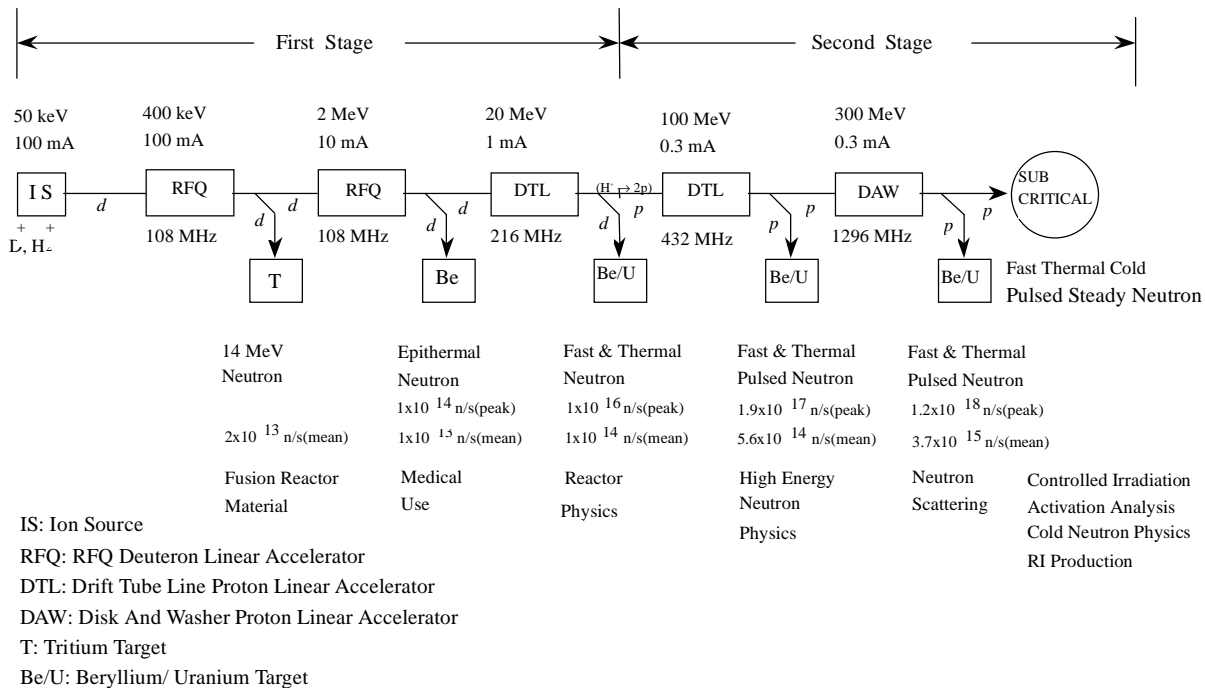 First Stage
Second Stage
50 keV
100 mA
400 keV
100 mA
2 MeV
10 mA
20 MeV
1 mA
100 MeV
0.3 mA
300 MeV
0.3 mA
I S
d
RFQ
d
d
RFQ
d
d
DTL
d
p
DTL
p
p
DAW
p
p
SUB
CRITICAL
108 MHz
108 MHz
216 MHz
432 MHz
1296 MHz
T
Be
Be/U
Be/U
Be/U
Fast Thermal Cold
Pulsed Steady Neutron
14 MeV
Neutron
2x10 13 n/s(mean)
Fusion Reactor
Material
Epithermal
Neutron
1x10 14 n/s(peak)
1x10 13 n/s(mean)
Medical
Use
Fast & Thermal
Neutron
1x10 16 n/s(peak)
1x10 14 n/s(mean)
Reactor
Physics
Fast & Thermal
Pulsed Neutron
1.9x10 17 n/s(peak)
5.6x10 14 n/s(mean)
High Energy
Neutron
Physics
Fast & Thermal
Pulsed Neutron
1.2x10 18 n/s(peak)
3.7x10 15 n/s(mean)
Neutron
Scattering
Controlled Irradiation
Activation Analysis
Cold Neutron Physics
RI Production
IS: Ion Source
RFQ: RFQ Deuteron Linear Accelerator
DTL: Drift Tube Line Proton Linear Accelerator
DAW: Disk And Washer Proton Linear Accelerator
T: Tritium Target
Be/U: Beryllium/ Uranium Target